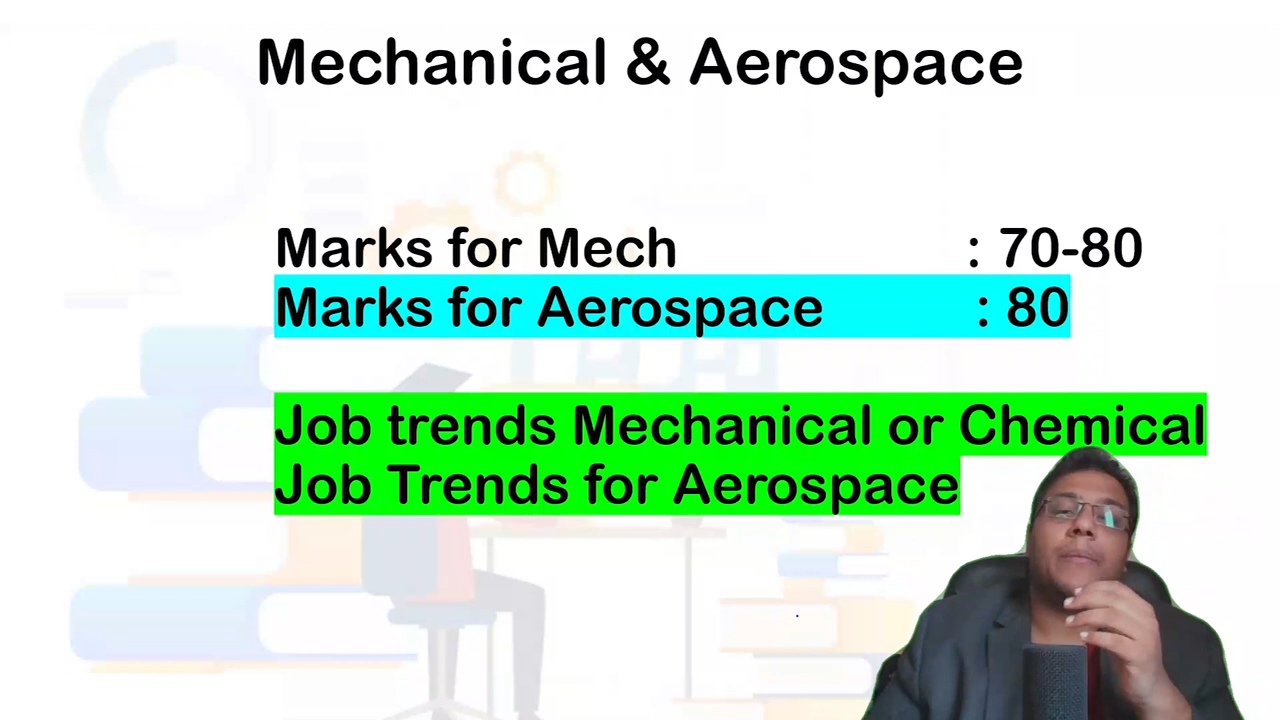 Mechanical & Aerospace
Marks for Mech : 70-80
Marks for Aerospace : 80
Job trends Mechanical or Chemical
Job Trends for Aerospace